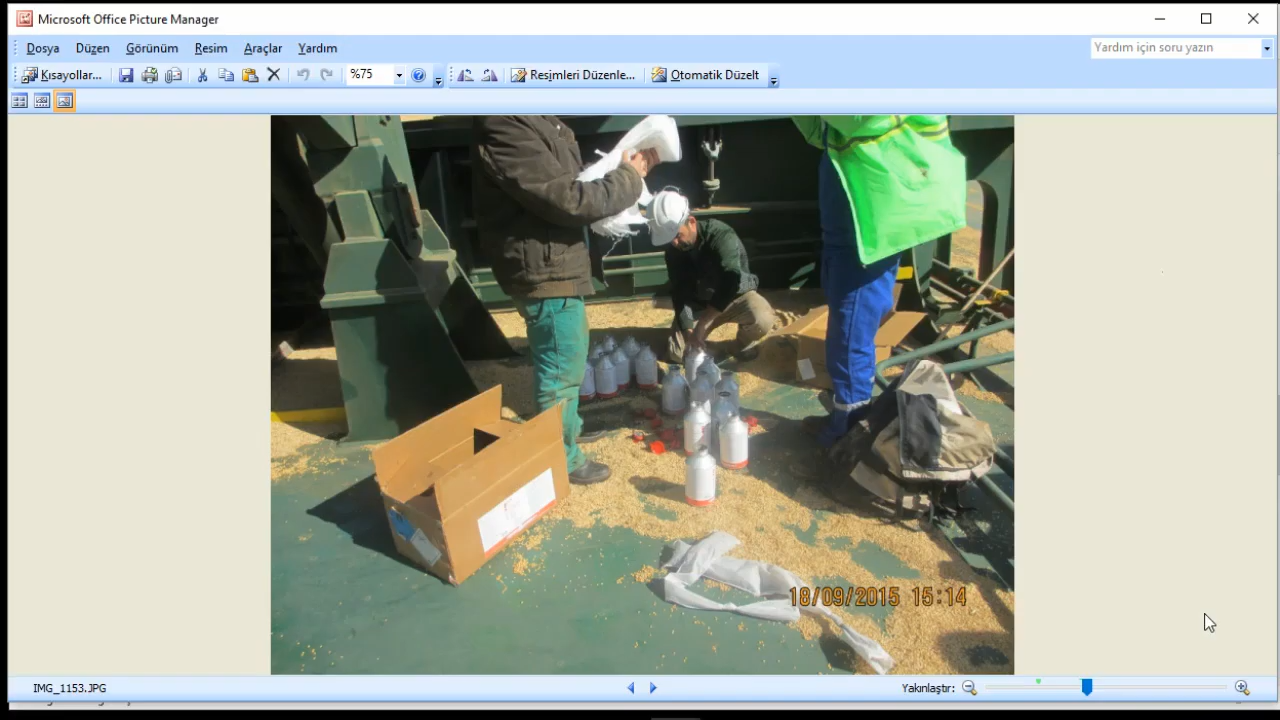 Microsoft Office Picture Manager
Dosya Düzen Görünüm Resim Araçlar Yardım
Yardım için soru yazın
Kısayollar... %75 Resimleri Düzenle... Otomatik Düzelt
18/09/2015 15:14
IMG_1153.JPG
Yakınlaştır: